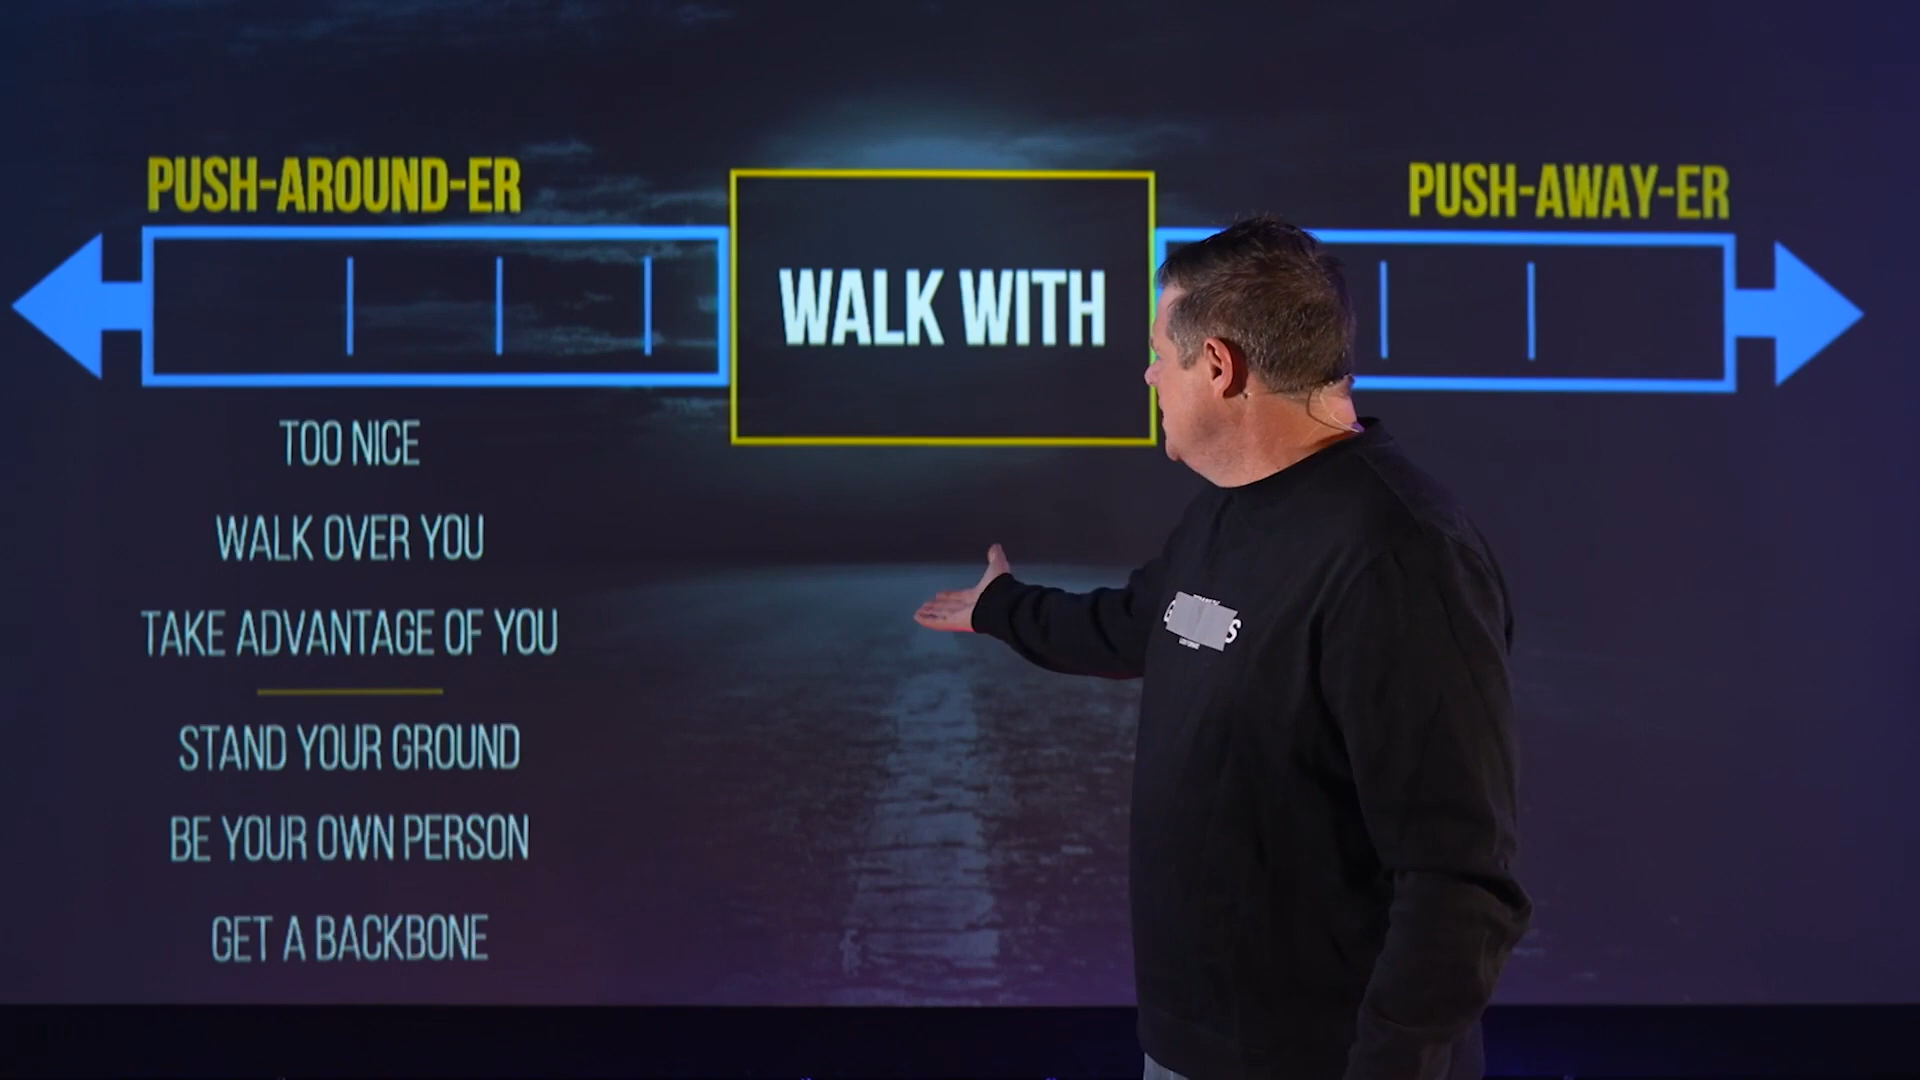 PUSH-AROUND-ER
PUSH-AWAY-ER
WALK WITH
TOO NICE
WALK OVER YOU
TAKE ADVANTAGE OF YOU
STAND YOUR GROUND
BE YOUR OWN PERSON
GET A BACKBONE